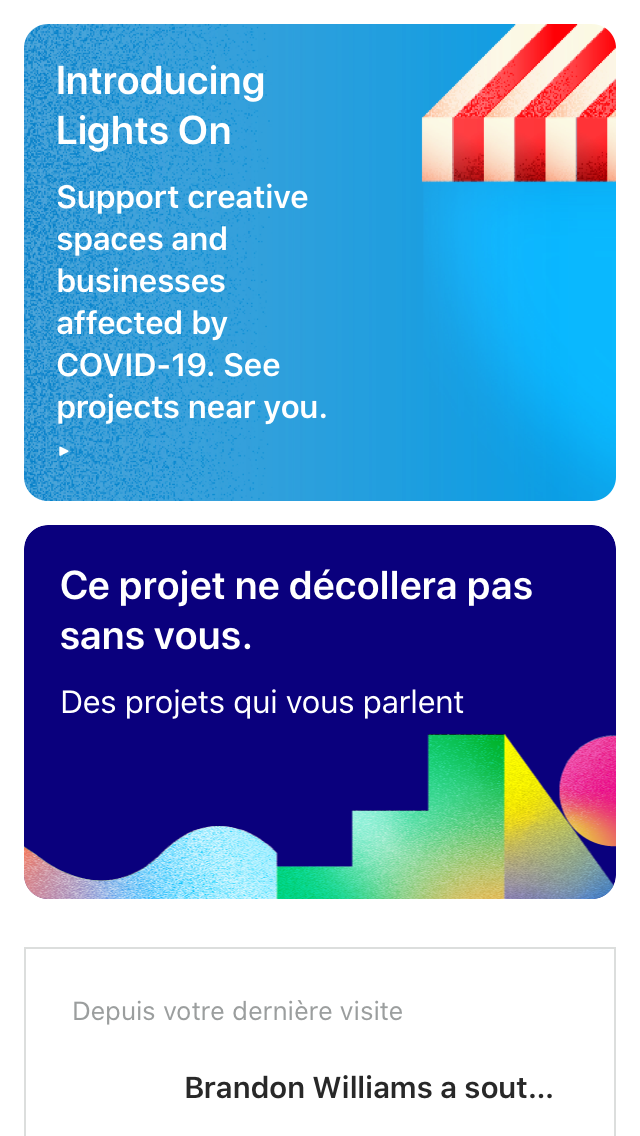 Introducing
Lights On
Support creative
spaces and
businesses
affected by
COVID-19. See
projects near you.
Ce projet ne décollera pas
sans vous.
Des projets qui vous parlent
Depuis votre dernière visite
Brandon Williams a sout...